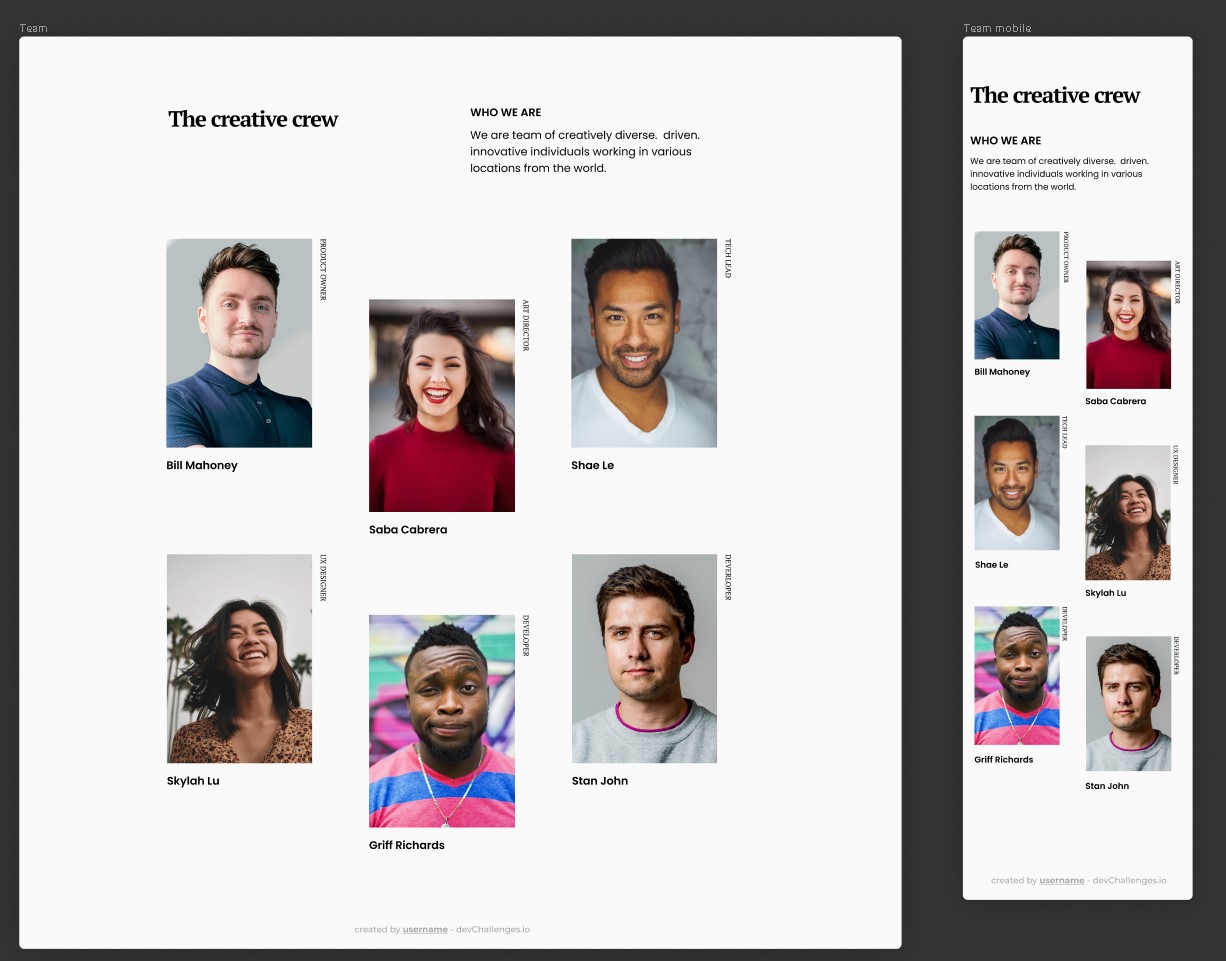 Team
The creative crew
WHO WE ARE
We are team of creatively diverse.  driven.
innovative individuals working in various
locations from the world.
PRODUCT OWNER
Bill Mahoney
ART DIRECTOR
Saba Cabrera
TECH LEAD
Shae Le
UX DESIGNER
Skylah Lu
DEVELOPER
Griff Richards
DEVERLOPER
Stan John
created by username - devChallenges.io
Team mobile
The creative crew
WHO WE ARE
We are team of creatively diverse.  driven.
innovative individuals working in various
locations from the world.
PRODUCT OWNER
Bill Mahoney
ART DIRECTOR
Saba Cabrera
TECH LEAD
Shae Le
UX DESIGNER
Skylah Lu
DEVELOPER
Griff Richards
DEVERLOPER
Stan John
created by username - devChallenges.io